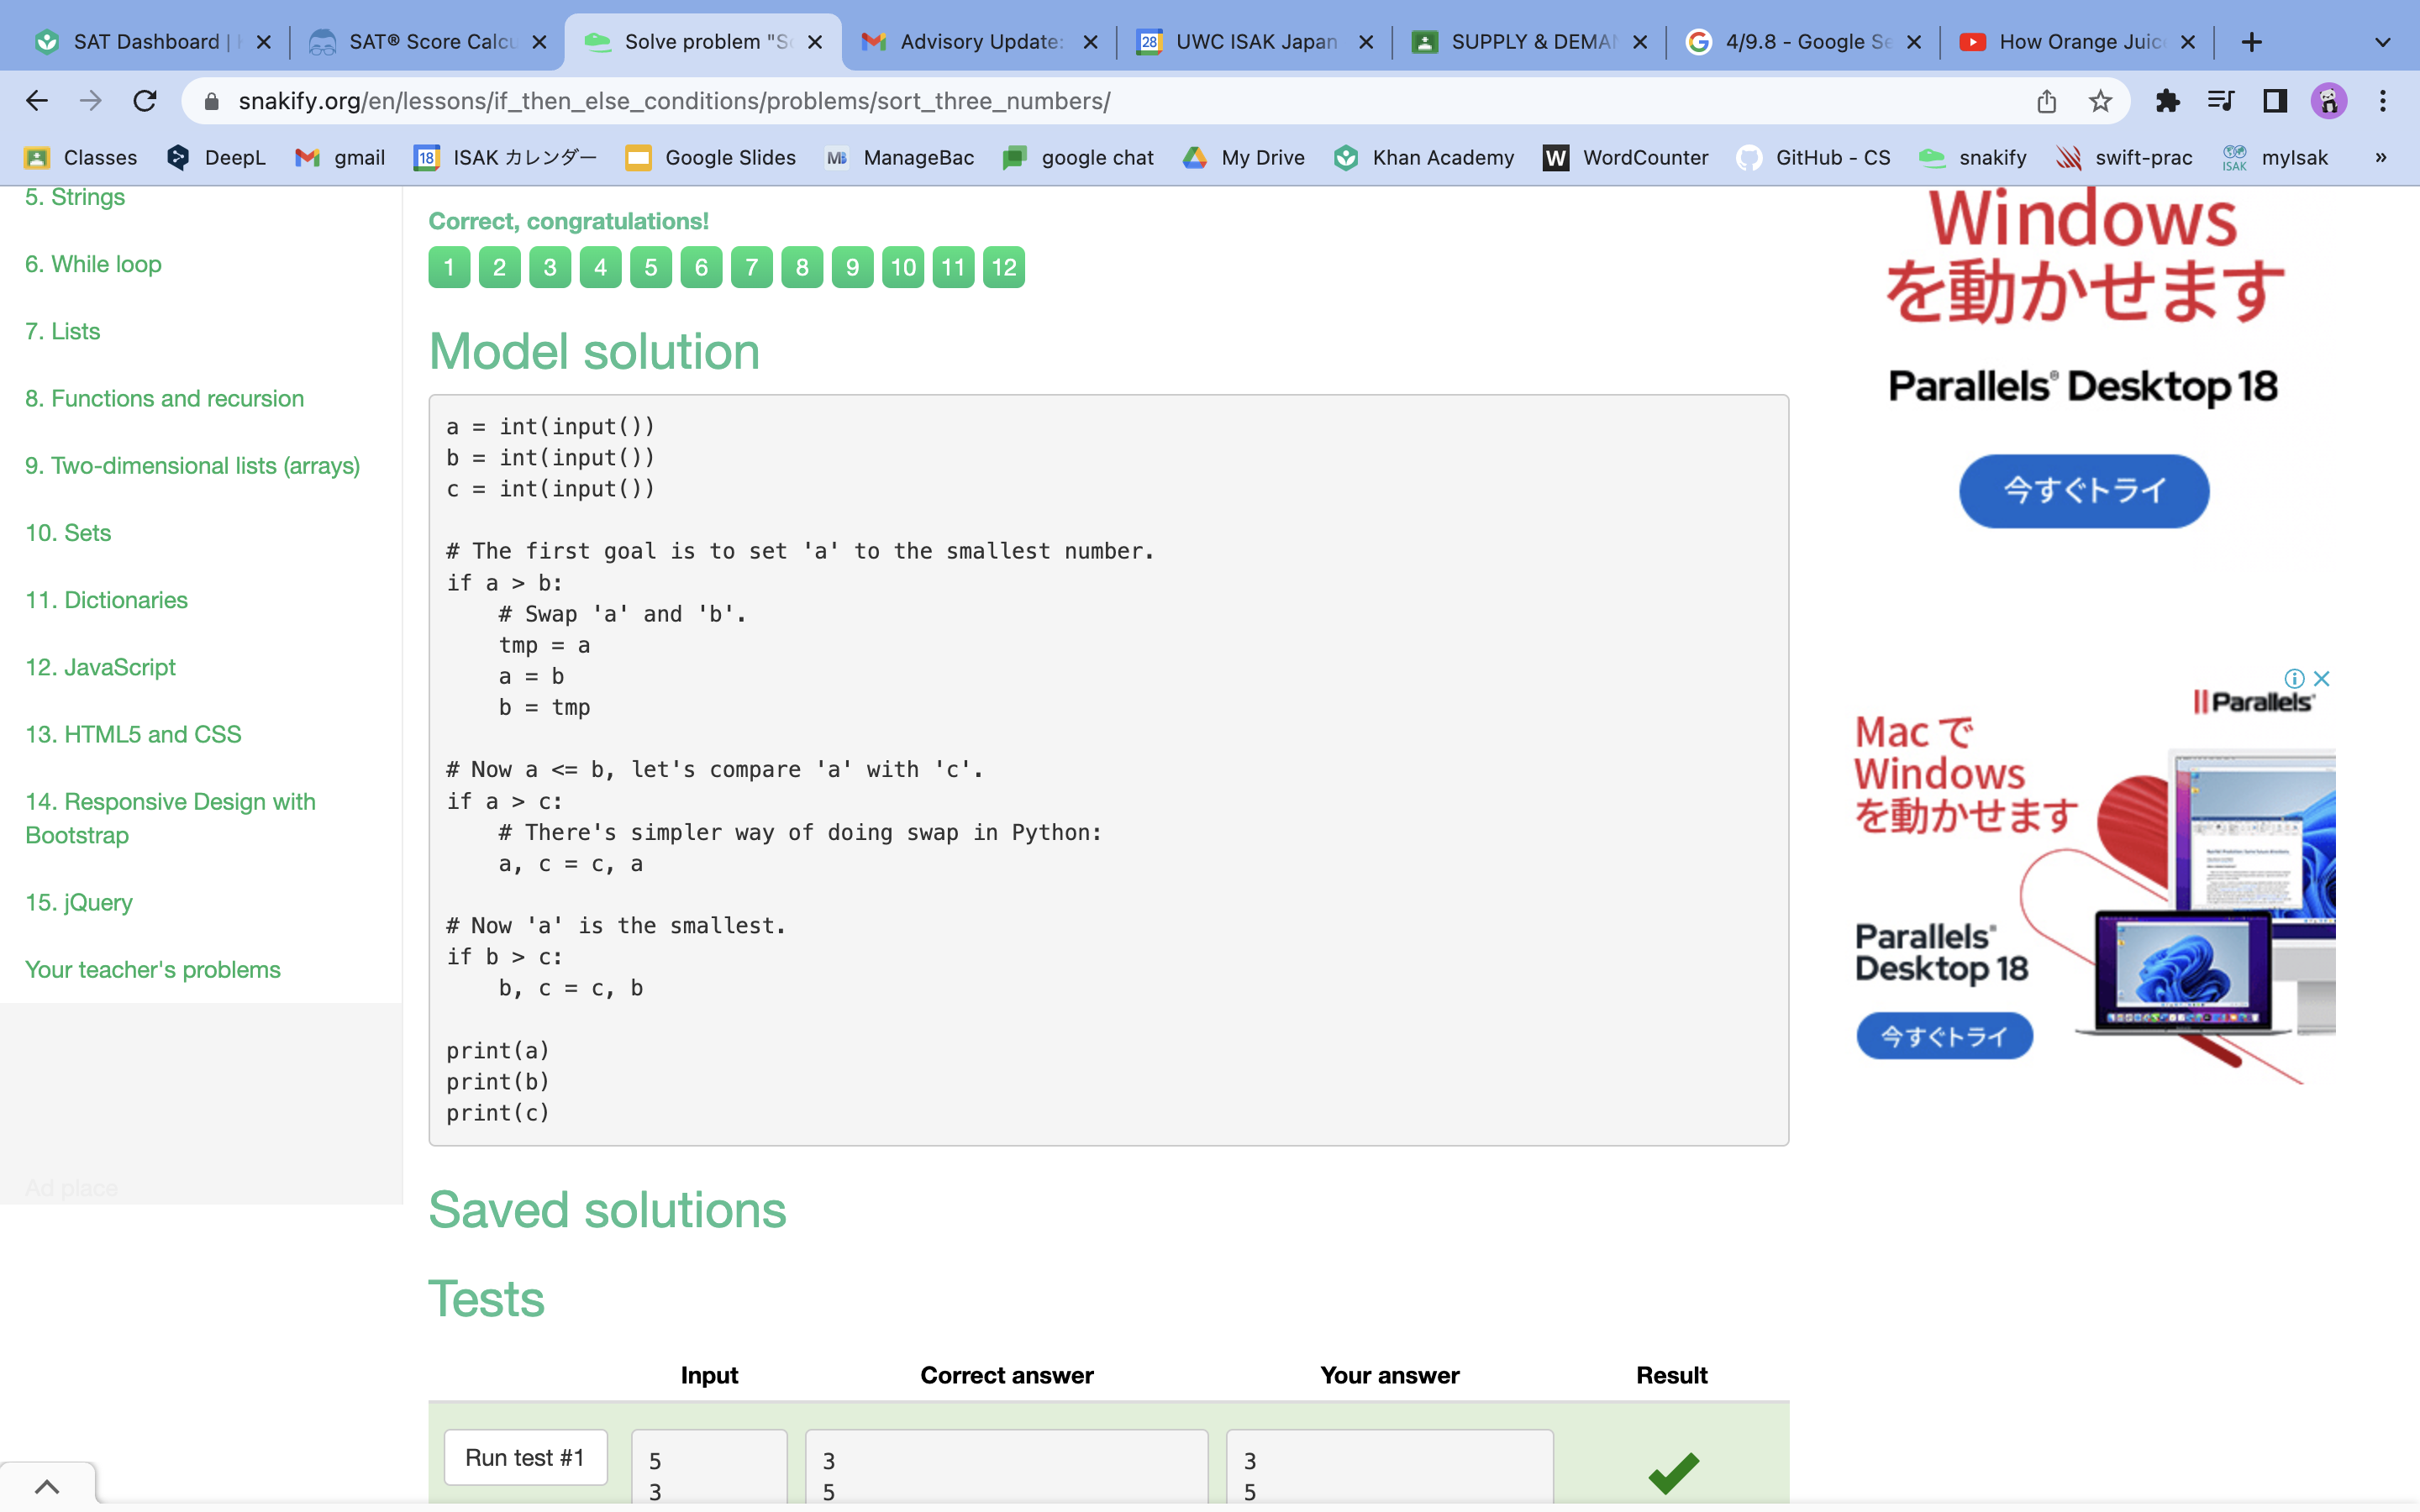 SAT Dashboard |
SAT® Score Calcu
Solve problem "So
Advisory Update:
28
UWC ISAK Japan
SUPPLY & DEMAN
4/9.8 - Google Se
How Orange Juic
snakify.org/en/lessons/if_then_else_conditions/problems/sort_three_numbers/
Classes
DeepL
gmail
18
ISAK カレンダー
Google Slides
MB
ManageBac
google chat
My Drive
Khan Academy
W
WordCounter
GitHub - CS
snakify
swift-prac
ISAK
myIsak
»
5. Strings
6. While loop
7. Lists
8. Functions and recursion
9. Two-dimensional lists (arrays)
10. Sets
11. Dictionaries
12. JavaScript
13. HTML5 and CSS
14. Responsive Design with
Bootstrap
15. jQuery
Your teacher's problems
Ad place
Correct, congratulations!
1 2 3 4 5 6 7 8 9 10 11 12
Model solution
a = int(input())
b = int(input())
c = int(input())
# The first goal is to set 'a' to the smallest number.
if a > b:
    # Swap 'a' and 'b'.
    tmp = a
    a = b
    b = tmp
# Now a <= b, let's compare 'a' with 'c'.
if a > c:
    # There's simpler way of doing swap in Python:
    a, c = c, a
# Now 'a' is the smallest.
if b > c:
    b, c = c, b
print(a)
print(b)
print(c)
Saved solutions
Tests
Input Correct answer Your answer Result
Run test #1
5 3 3
3 5 5
Windows
を動かせます
Parallels® Desktop 18
今すぐトライ
Parallels®
Mac で
Windows
を動かせます
Parallels®
Desktop 18
今すぐトライ